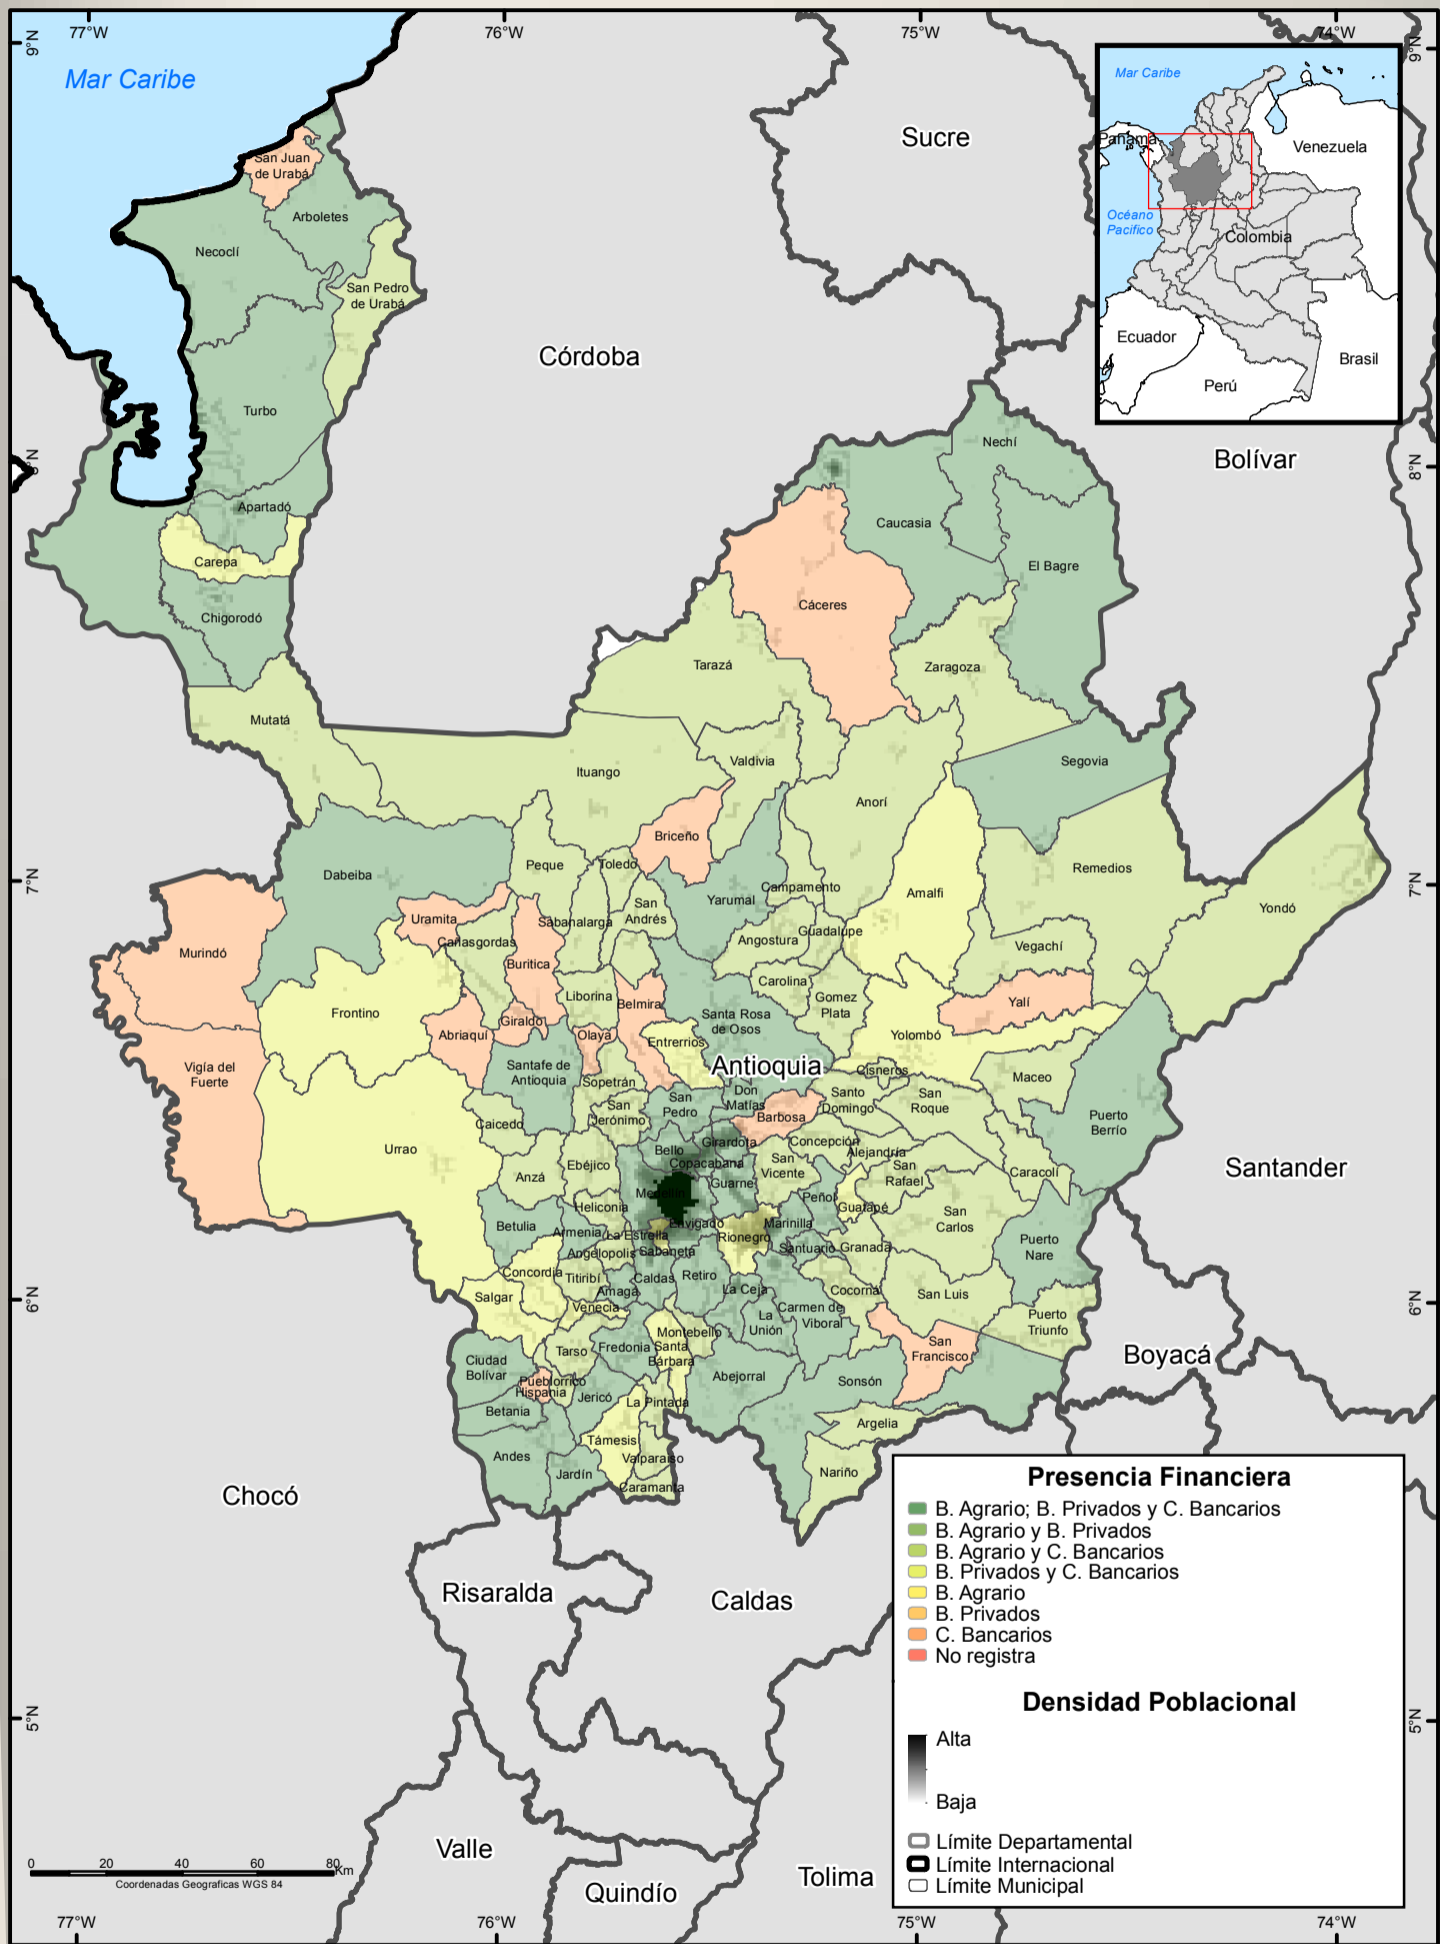 77°W
76°W
75°W
74°W
9°N
9°N
Mar Caribe
Sucre
Mar Caribe
Panamá
Venezuela
Océano
Pacífico
Colombia
Ecuador
Perú
Brasil
San Juan
de Urabá
Arboletes
Necoclí
San Pedro
de Urabá
Córdoba
Turbo
Bolívar
8°N
8°N
Nechí
Apartadó
Caucasia
Carepa
El Bagre
Chigorodó
Cáceres
Tarazá
Zaragoza
Mutatá
Ituango
Valdivia
Segovia
Anorí
Briceño
7°N
7°N
Dabeiba
Peque
Toledo
Remedios
Campamento
Amalfi
Yarumal
Yondó
Uramita
Sabanalarga
San
Andrés
Guadalupe
Angostura
Cañasgordas
Vegachí
Murindó
Buriticá
Carolina
Liborina
Belmira
Gomez
Plata
Yalí
Frontino
Giraldo
Santa Rosa
de Osos
Abriaquí
Olaya
Entrerrios
Yolombó
Vigía del
Fuerte
Santafe de
Antioquia
Antioquia
Cisneros
Maceo
Sopetrán
Don
Matías
Santo
Domingo
San
Roque
San
Jerónimo
San
Pedro
Barbosa
Puerto
Berrío
Caicedo
Urrao
Bello
Girardota
Concepción
Alejandría
Copacabana
San
Vicente
San
Rafael
Caracolí
Santander
Anzá
Ebéjico
Guarne
Medellín
Peñol
Guatapé
Heliconia
San
Carlos
Betulia
Armenia
La Estrella
Envigado
Rionegro
Marinilla
Puerto
Nare
Angelopolis
Sabaneta
Santuario
Granada
Concordia
Titiribí
Caldas
Retiro
Amagá
La Ceja
Cocorná
San Luis
6°N
6°N
Salgar
Venecia
La
Unión
Carmen de
Viboral
Puerto
Triunfo
Montebello
Santa
Bárbara
Fredonia
Tarso
San
Francisco
Boyacá
Ciudad
Bolívar
Pueblorrico
Hispania
Abejorral
Sonsón
Jericó
La Pintada
Betania
Argelia
Támesis
Andes
Valparaiso
Jardín
Nariño
Caramanta
Chocó
Risaralda
Caldas
Presencia Financiera
B. Agrario; B. Privados y C. Bancarios
B. Agrario y B. Privados
B. Agrario y C. Bancarios
B. Privados y C. Bancarios
B. Agrario
B. Privados
C. Bancarios
No registra
Densidad Poblacional
Alta
Baja
Límite Departamental
Límite Internacional
Límite Municipal
5°N
5°N
Valle
Quindío
Tolima
0 20 40 60 80 Km
Coordenadas Geograficas WGS 84
77°W
76°W
75°W
74°W